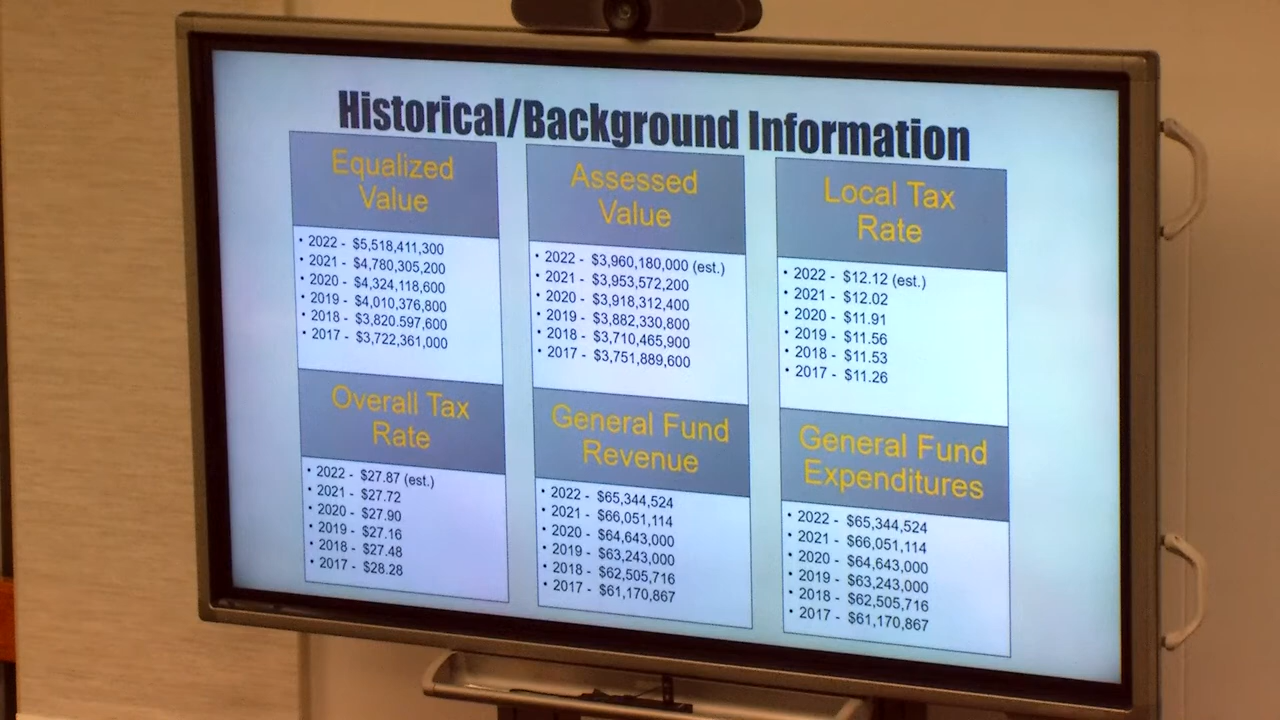 Historical/Background Information
Equalized
Value
• 2022 - $5,518,411,300
• 2021 - $4,780,305,200
• 2020 - $4,324,118,600
• 2019 - $4,010,376,800
• 2018 - $3,820.597,600
• 2017 - $3,722,361,000
Assessed
Value
• 2022 - $3,960,180,000 (est.)
• 2021 - $3,953,572,200
• 2020 - $3,918,312,400
• 2019 - $3,882,330,800
• 2018 - $3,710,465,900
• 2017 - $3,751,889,600
Local Tax
Rate
• 2022 - $12.12 (est.)
• 2021 - $12.02
• 2020 - $11.91
• 2019 - $11.56
• 2018 - $11.53
• 2017 - $11.26
Overall Tax
Rate
• 2022 - $27.87 (est.)
• 2021 - $27.72
• 2020 - $27.90
• 2019 - $27.16
• 2018 - $27.48
• 2017 - $28.28
General Fund
Revenue
• 2022 - $65,344,524
• 2021 - $66,051,114
• 2020 - $64,643,000
• 2019 - $63,243,000
• 2018 - $62,505,716
• 2017 - $61,170,867
General Fund
Expenditures
• 2022 - $65,344,524
• 2021 - $66,051,114
• 2020 - $64,643,000
• 2019 - $63,243,000
• 2018 - $62,505,716
• 2017 - $61,170,867